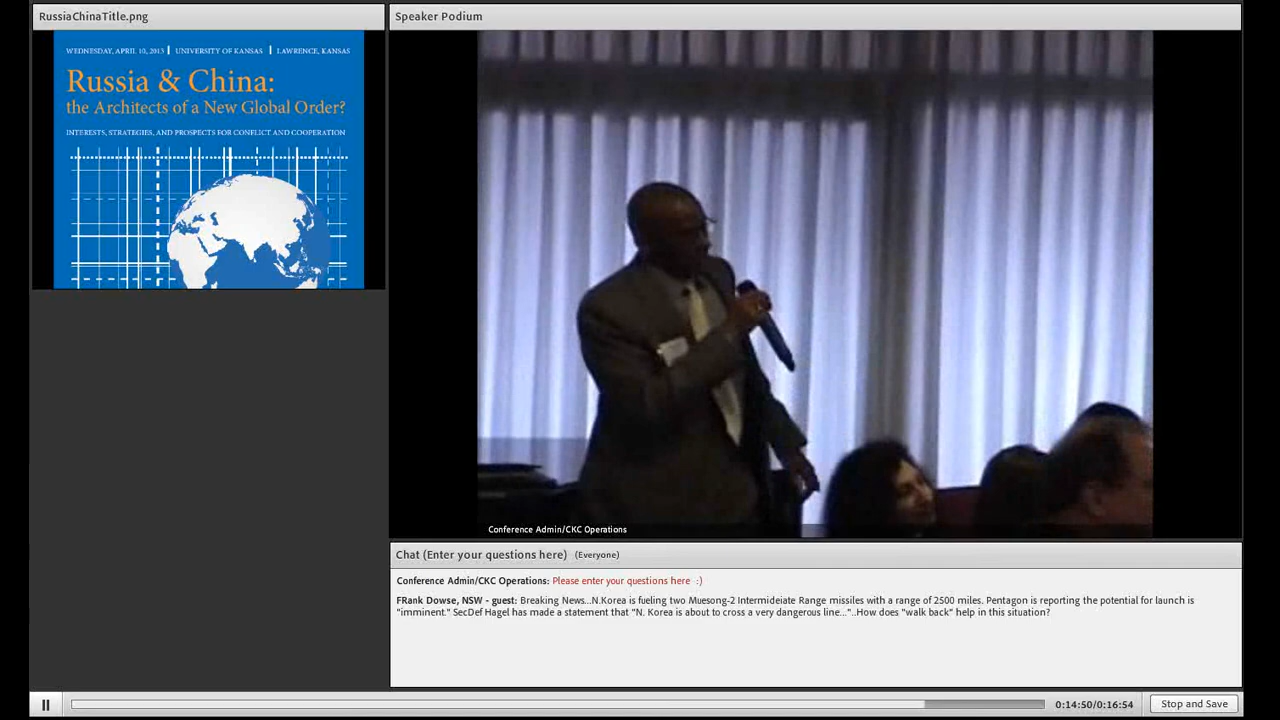 RussiaChinaTitle.png
WEDNESDAY, APRIL 10, 2013 | UNIVERSITY OF KANSAS | LAWRENCE, KANSAS
Russia & China:
the Architects of a New Global Order?
INTERESTS, STRATEGIES, AND PROSPECTS FOR CONFLICT AND COOPERATION
Speaker Podium
Conference Admin/CKC Operations
Chat (Enter your questions here) (Everyone)
Conference Admin/CKC Operations: Please enter your questions here :)
FRank Dowse, NSW - guest: Breaking News...N.Korea is fueling two Muesong-2 Intermideiate Range missiles with a range of 2500 miles. Pentagon is reporting the potential for launch is
"imminent." SecDef Hagel has made a statement that "N. Korea is about to cross a very dangerous line..."..How does "walk back" help in this situation?
0:14:50/0:16:54
Stop and Save